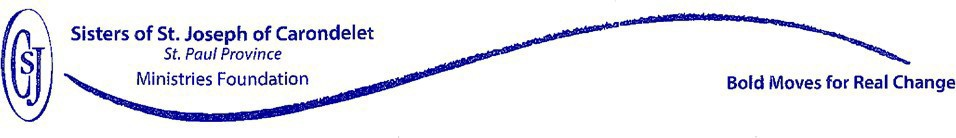 CSJ
Sisters of St. Joseph of Carondelet
St. Paul Province
Ministries Foundation
Bold Moves for Real Change